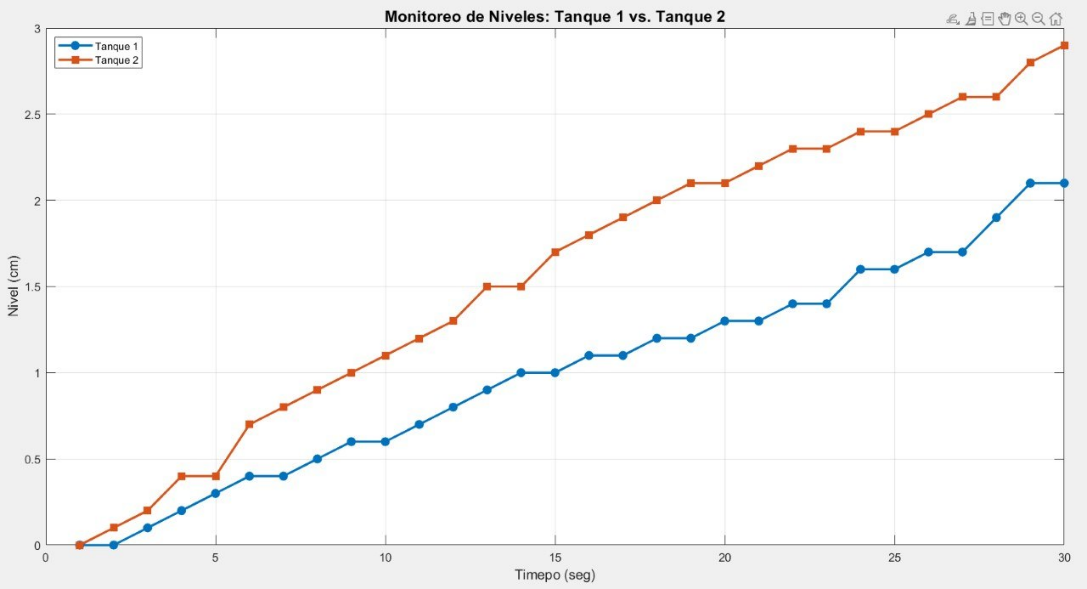 Monitoreo de Niveles: Tanque 1 vs. Tanque 2
Tanque 1
Tanque 2
3
2.5
2
1.5
1
0.5
0
Nivel (cm)
0 5 10 15 20 25 30
Timepo (seg)